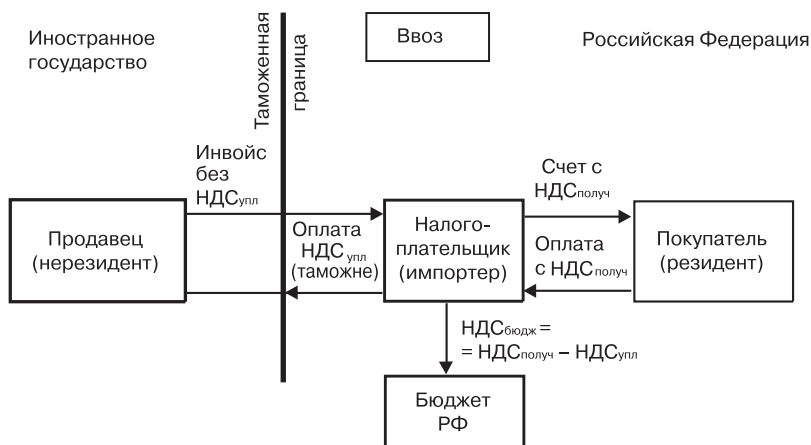 Иностранное
государство
Таможенная
граница
Ввоз
Российская Федерация
Инвойс
без
НДСупл
Счет с
НДСполуч
Продавец
(нерезидент)
Оплата
НДС упл
(таможне)
Налого-
плательщик
(импортер)
Оплата
с НДСполуч
Покупатель
(резидент)
НДСбюдж =
= НДСполуч – НДСупл
Бюджет
РФ